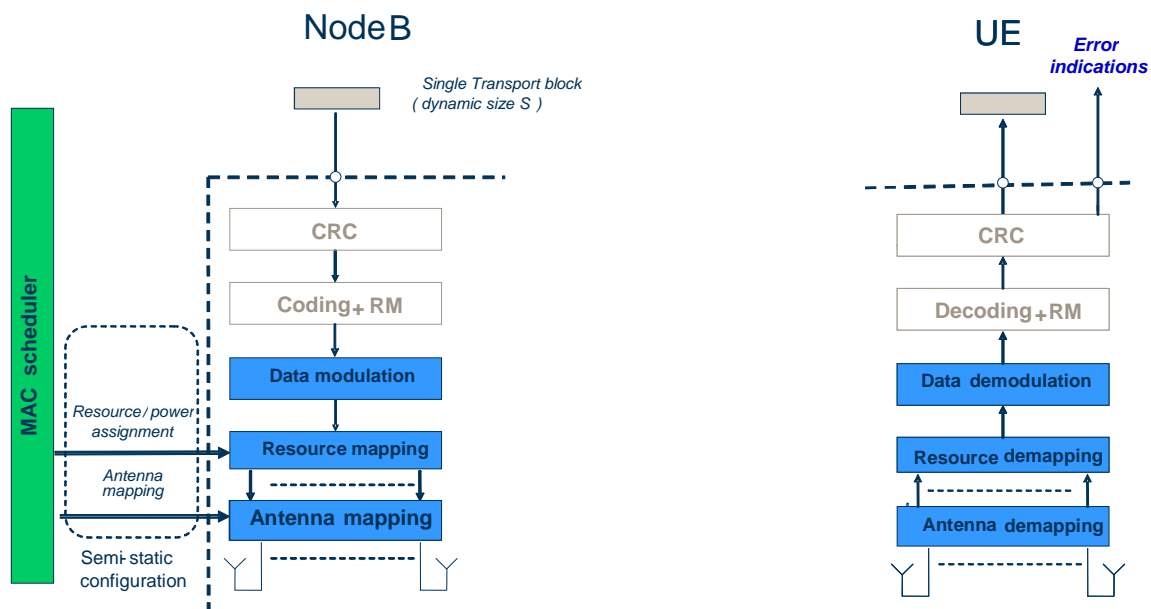 NodeB
UE
Error
indications
Single Transport block
( dynamic size S )
CRC
CRC
Coding+ RM
Decoding+RM
MAC scheduler
Data modulation
Data demodulation
Resource/ power
assignment
Resource mapping
Resource demapping
Antenna
mapping
Antenna mapping
Antenna demapping
Semi-static
configuration